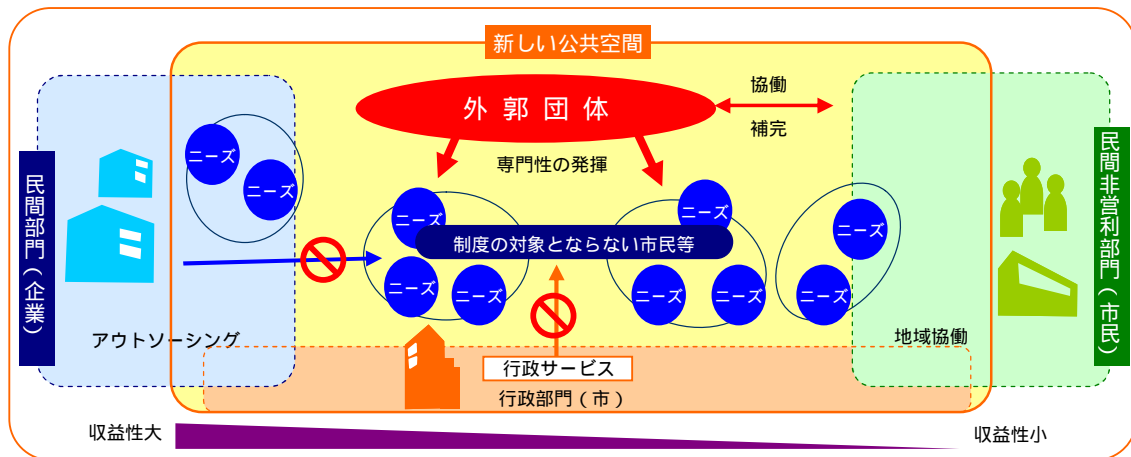 新しい公共空間
外郭団体
協働
補完
専門性の発揮
民間部門（企業）
民間非営利部門（市民）
ニーズ
ニーズ
ニーズ
ニーズ
制度の対象とならない市民等
ニーズ
ニーズ
ニーズ
ニーズ
ニーズ
ニーズ
アウトソーシング
地域協働
行政サービス
行政部門（市）
収益性大
収益性小